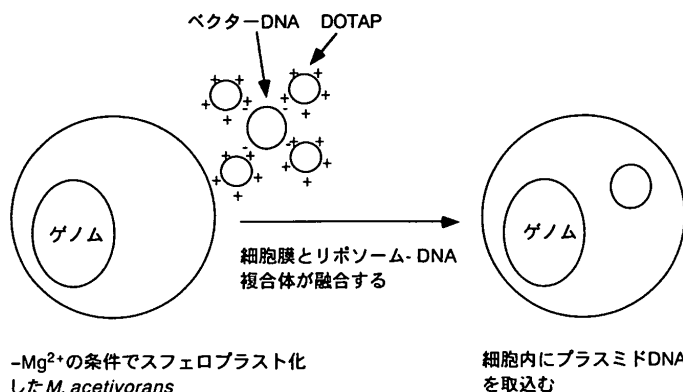 ベクターDNA DOTAP
ゲノム
ゲノム
細胞膜とリポソーム-DNA
複合体が融合する
−Mg²⁺の条件でスフェロプラスト化
したM. acetivorans
細胞内にプラスミドDNA
を取込む